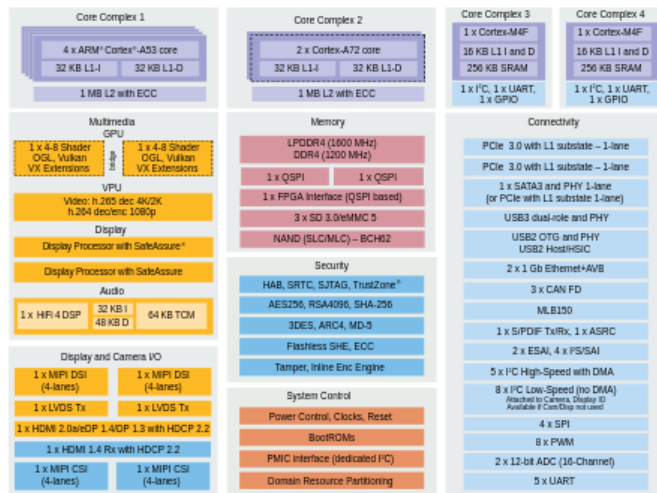 Core Complex 1
4 x ARM® Cortex®-A53 core
32 KB L1-I
32 KB L1-D
1 MB L2 with ECC
Core Complex 2
2 x Cortex-A72 core
32 KB L1-I
32 KB L1-D
1 MB L2 with ECC
Core Complex 3
1 x Cortex-M4F
16 KB L1 I and D
256 KB SRAM
1 x I²C, 1 x UART,
1 x GPIO
Core Complex 4
1 x Cortex-M4F
16 KB L1 I and D
256 KB SRAM
1 x I²C, 1 x UART,
1 x GPIO
Multimedia
GPU
1 x 4-8 Shader
OGL, Vulkan
VX Extensions
bridge
1 x 4-8 Shader
OGL, Vulkan
VX Extensions
VPU
Video: h.265 dec 4K/2K
h.264 dec/enc 1080p
Display
Display Processor with SafeAssure®
Display Processor with SafeAssure
Audio
1 x HiFi 4 DSP
32 KB I
48 KB D
64 KB TCM
Display and Camera I/O
1 x MIPI DSI
(4-lanes)
1 x MIPI DSI
(4-lanes)
1 x LVDS Tx
1 x LVDS Tx
1 x HDMI 2.0a/eDP 1.4/DP 1.3 with HDCP 2.2
1 x HDMI 1.4 Rx with HDCP 2.2
1 x MIPI CSI
(4-lanes)
1 x MIPI CSI
(4-lanes)
Memory
LPDDR4 (1600 MHz)
DDR4 (1200 MHz)
1 x QSPI
1 x QSPI
1 x FPGA Interface (QSPI based)
3 x SD 3.0/eMMC 5
NAND (SLC/MLC) – BCH62
Security
HAB, SRTC, SJTAG, TrustZone®
AES256, RSA4096, SHA-256
3DES, ARC4, MD-5
Flashless SHE, ECC
Tamper, Inline Enc Engine
System Control
Power Control, Clocks, Reset
BootROMs
PMIC interface (dedicated I²C)
Domain Resource Partitioning
Connectivity
PCIe 3.0 with L1 substate – 1-lane
PCIe 3.0 with L1 substate – 1-lane
1 x SATA3 and PHY 1-lane
(or PCIe with L1 substate 1-lane)
USB3 dual-role and PHY
USB2 OTG and PHY
USB2 Host/HSIC
2 x 1 Gb Ethernet+AVB
3 x CAN FD
MLB150
1 x S/PDIF Tx/Rx, 1 x ASRC
2 x ESAI, 4 x I²S/SAI
5 x I²C High-Speed with DMA
8 x I²C Low-Speed (no DMA)
Attached to Camera, Display IO
Available if Cam/Disp not used
4 x SPI
8 x PWM
2 x 12-bit ADC (16-Channel)
5 x UART